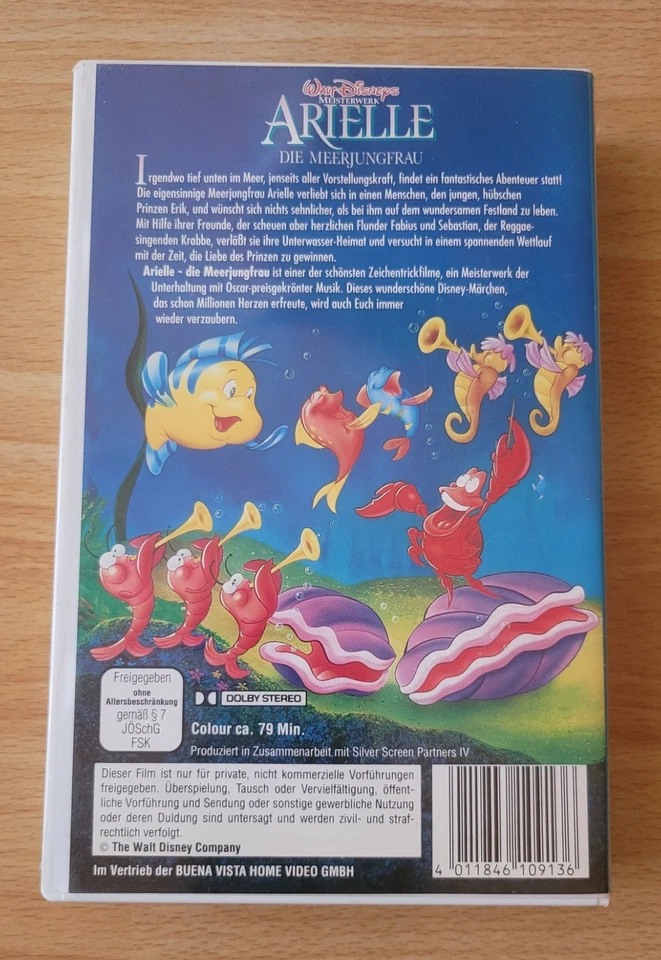 Walt Disneys
MEISTERWERK
ARIELLE
DIE MEERJUNGFRAU
Irgendwo tief unten im Meer, jenseits aller Vorstellungskraft, findet ein fantastisches Abenteuer statt!
Die eigensinnige Meerjungfrau Arielle verliebt sich in einen Menschen, den jungen, hübschen
Prinzen Erik, und wünscht sich nichts sehnlicher, als bei ihm auf dem wundersamen Festland zu leben.
Mit Hilfe ihrer Freunde, der scheuen aber herzlichen Flunder Fabius und Sebastian, der Reggae-
singenden Krabbe, verläßt sie ihre Unterwasser-Heimat und versucht in einem spannenden Wettlauf
mit der Zeit, die Liebe des Prinzen zu gewinnen.
Arielle - die Meerjungfrau ist einer der schönsten Zeichentrickfilme, ein Meisterwerk der
Unterhaltung mit Oscar-preisgekrönter Musik. Dieses wunderschöne Disney-Märchen,
das schon Millionen Herzen erfreute, wird auch Euch immer
wieder verzaubern.
Freigegeben
ohne
Altersbeschränkung
gemäß § 7
JÖSchG
FSK
DOLBY STEREO
Colour ca. 79 Min.
Produziert in Zusammenarbeit mit Silver Screen Partners IV
Dieser Film ist nur für private, nicht kommerzielle Vorführungen
freigegeben. Überspielung, Tausch oder Vervielfältigung, öffent-
liche Vorführung und Sendung oder sonstige gewerbliche Nutzung
oder deren Duldung sind untersagt und werden zivil- und straf-
rechtlich verfolgt.
© The Walt Disney Company
Im Vertrieb der BUENA VISTA HOME VIDEO GMBH
4 011846 109136